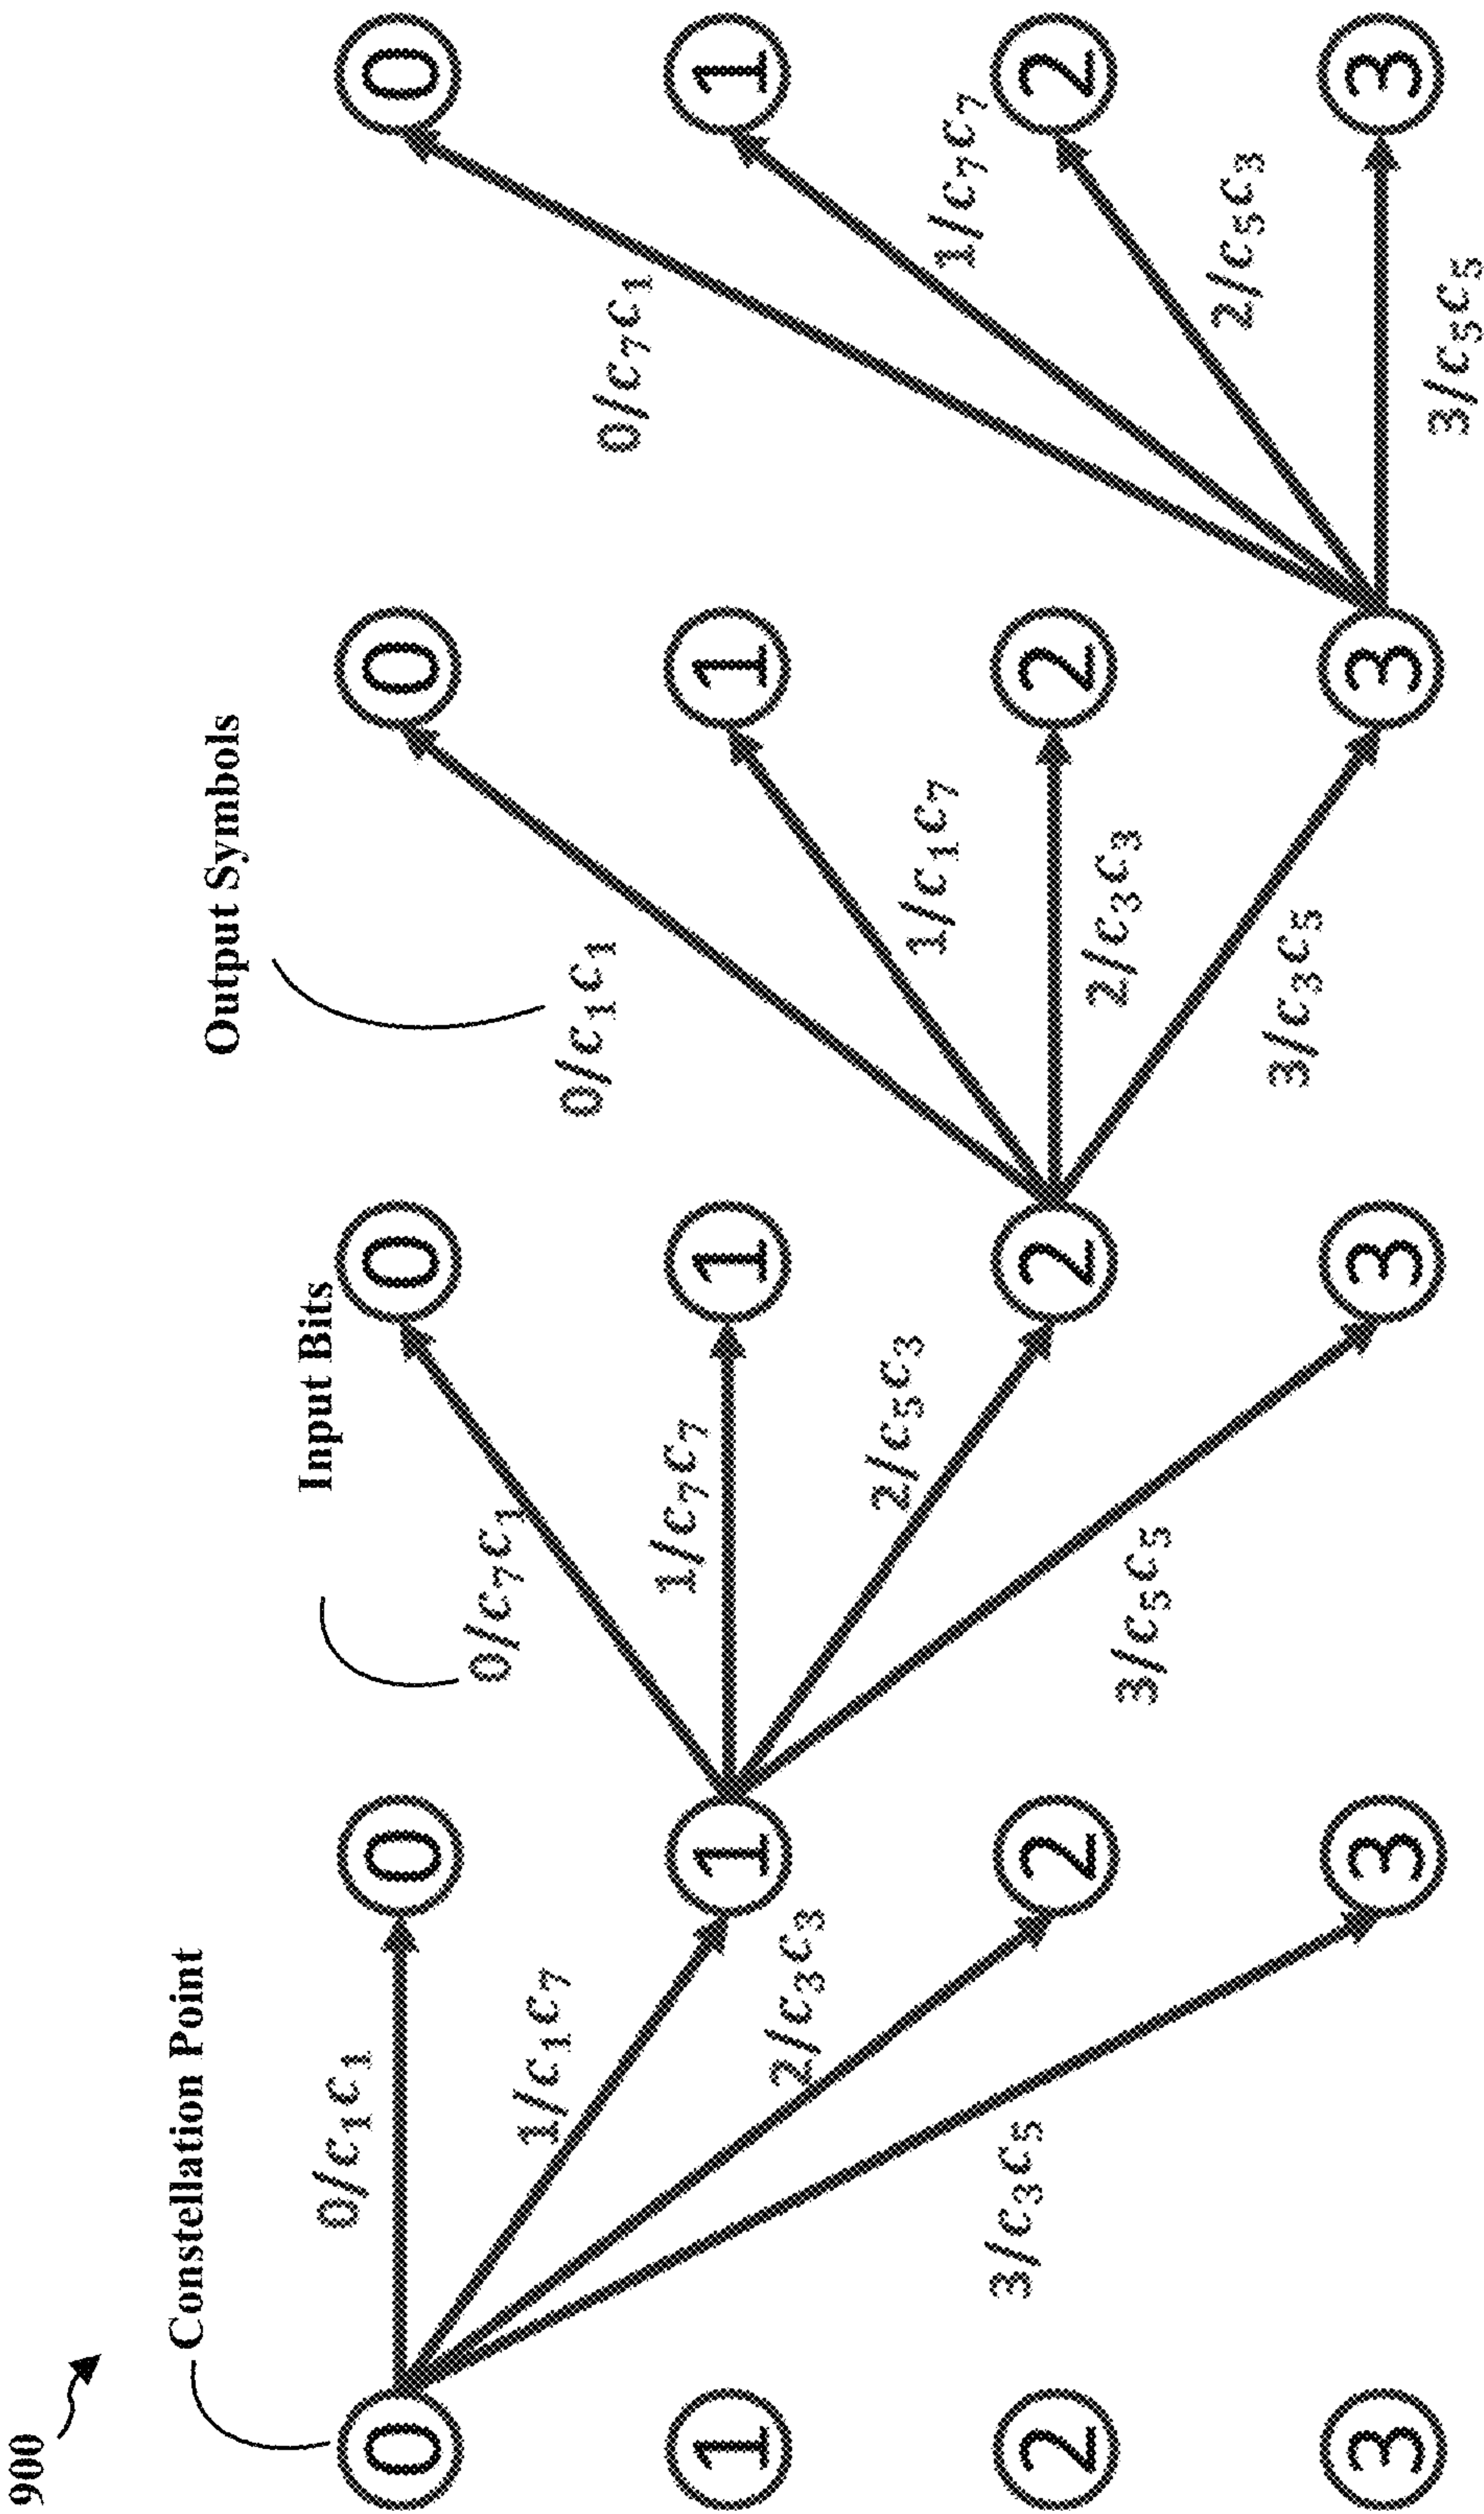 900
Constellation Point
Input Bits
Output Symbols
0
1
2
3
0/c₁c₁
1/c₁c₇
2/c₃c₃
3/c₃c₅
0
1
2
3
0/c₇c₁
1/c₇c₇
2/c₅c₃
3/c₅c₅
0
1
2
3
0/c₁c₁
1/c₁c₇
2/c₃c₃
3/c₃c₅
0
1
2
3
0/c₇c₁
1/c₇c₇
2/c₅c₃
3/c₅c₅
0
1
2
3